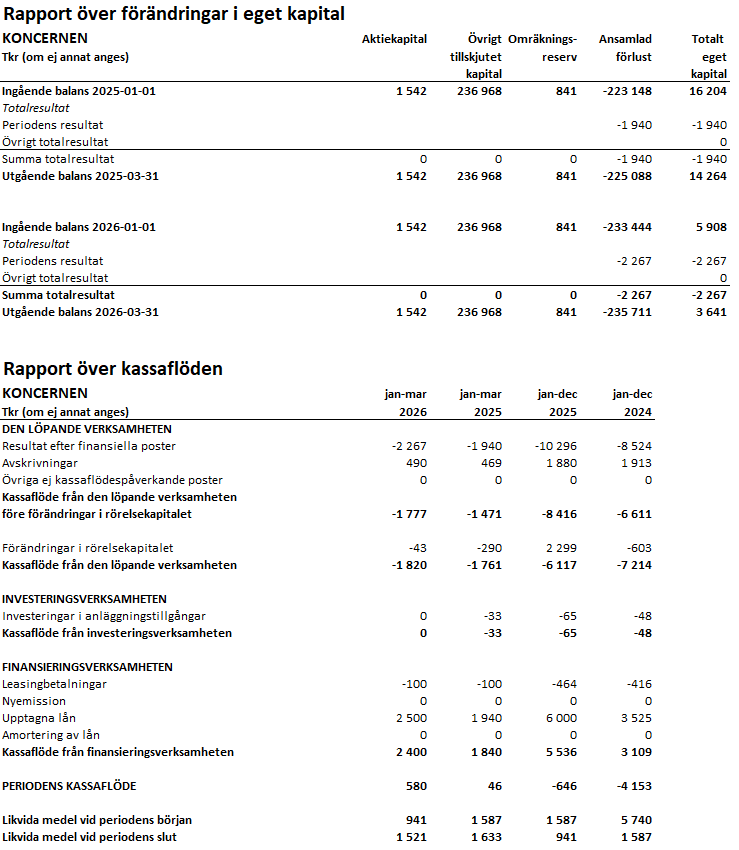 Rapport över förändringar i eget kapital
KONCERNEN Aktiekapital Övrigt Omräknings- Ansamlad Totalt
Tkr (om ej annat anges) tillskjutet reserv förlust eget
kapital kapital
Ingående balans 2025-01-01 1 542 236 968 841 -223 148 16 204
Totalresultat
Periodens resultat -1 940 -1 940
Övrigt totalresultat 0
Summa totalresultat 0 0 0 -1 940 -1 940
Utgående balans 2025-03-31 1 542 236 968 841 -225 088 14 264
Ingående balans 2026-01-01 1 542 236 968 841 -233 444 5 908
Totalresultat
Periodens resultat -2 267 -2 267
Övrigt totalresultat 0
Summa totalresultat 0 0 0 -2 267 -2 267
Utgående balans 2026-03-31 1 542 236 968 841 -235 711 3 641
Rapport över kassaflöden
KONCERNEN jan-mar jan-mar jan-dec jan-dec
Tkr (om ej annat anges) 2026 2025 2025 2024
DEN LÖPANDE VERKSAMHETEN
Resultat efter finansiella poster -2 267 -1 940 -10 296 -8 524
Avskrivningar 490 469 1 880 1 913
Övriga ej kassaflödespåverkande poster 0 0 0 0
Kassaflöde från den löpande verksamheten
före förändringar i rörelsekapitalet -1 777 -1 471 -8 416 -6 611
Förändringar i rörelsekapitalet -43 -290 2 299 -603
Kassaflöde från den löpande verksamheten -1 820 -1 761 -6 117 -7 214
INVESTERINGSVERKSAMHETEN
Investeringar i anläggningstillgångar 0 -33 -65 -48
Kassaflöde från investeringsverksamheten 0 -33 -65 -48
FINANSIERINGSVERKSAMHETEN
Leasingbetalningar -100 -100 -464 -416
Nyemission 0 0 0 0
Upptagna lån 2 500 1 940 6 000 3 525
Amortering av lån 0 0 0 0
Kassaflöde från finansieringsverksamheten 2 400 1 840 5 536 3 109
PERIODENS KASSAFLÖDE 580 46 -646 -4 153
Likvida medel vid periodens början 941 1 587 1 587 5 740
Likvida medel vid periodens slut 1 521 1 633 941 1 587